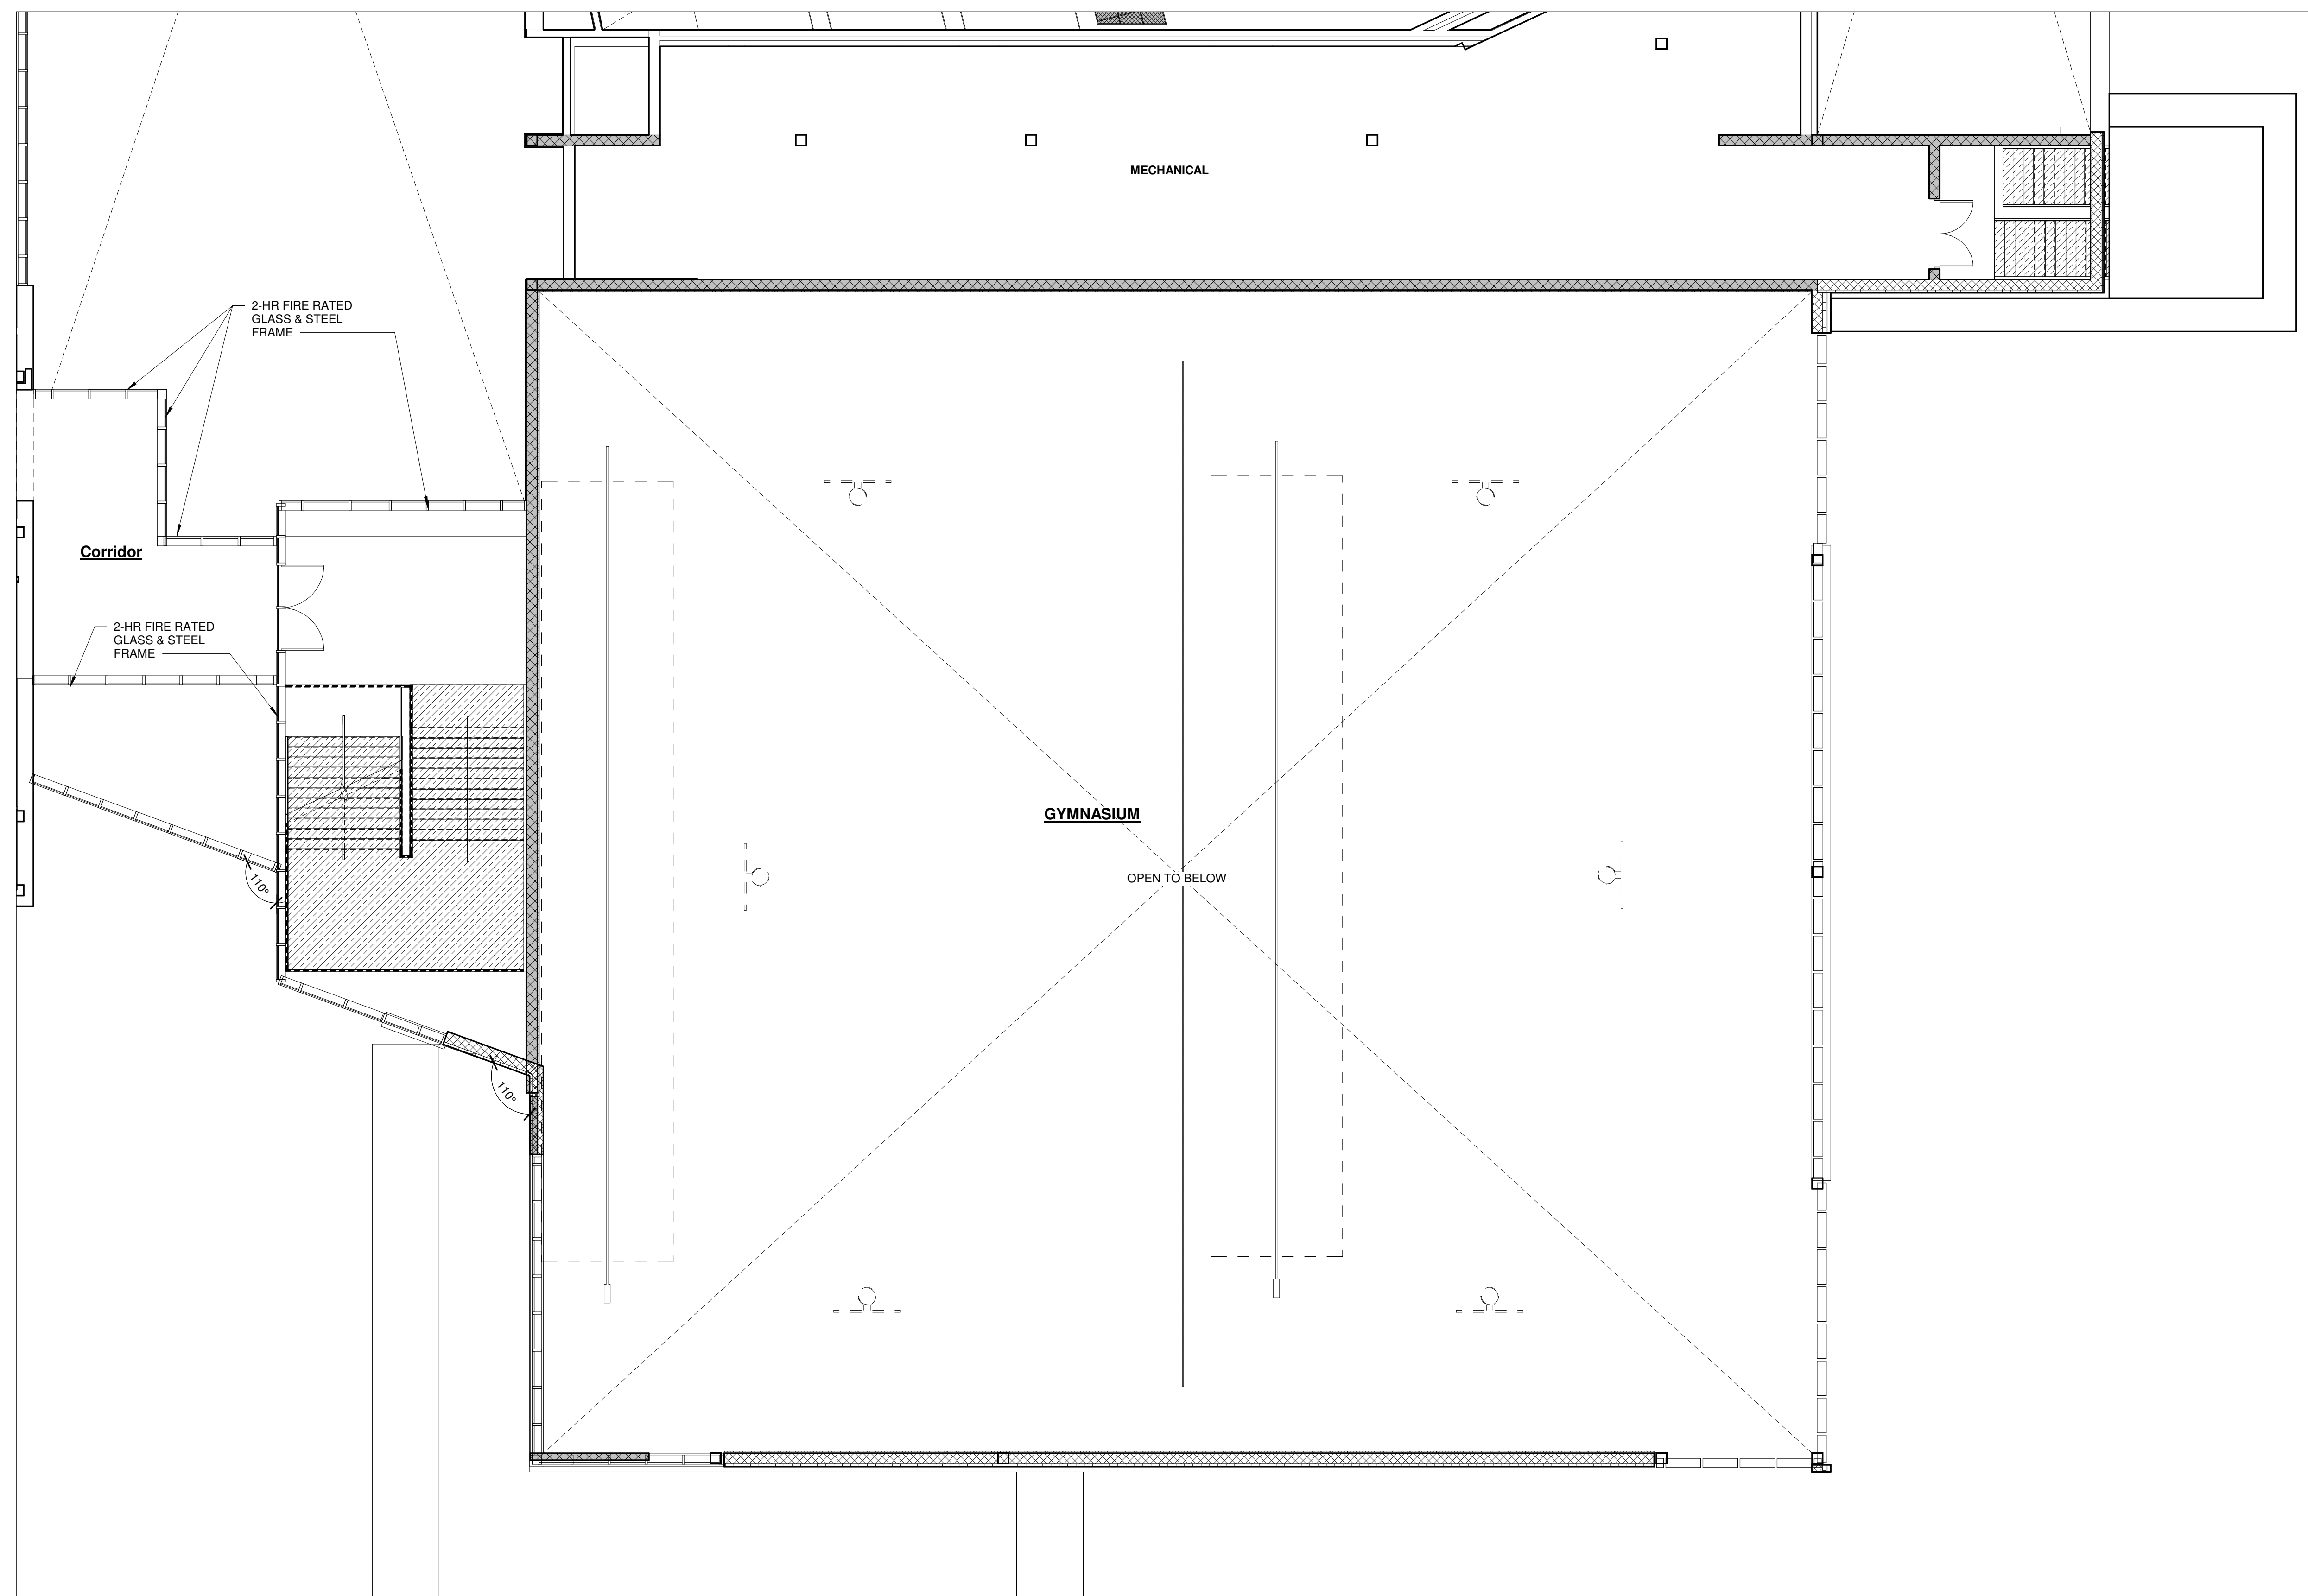 MECHANICAL
2-HR FIRE RATED
GLASS & STEEL
FRAME
Corridor
2-HR FIRE RATED
GLASS & STEEL
FRAME
GYMNASIUM
OPEN TO BELOW
110°
110°